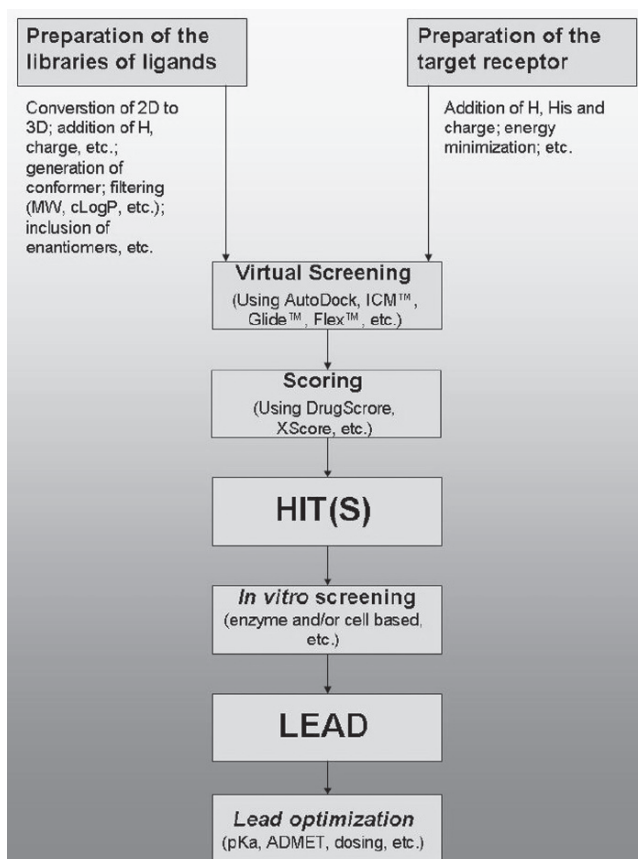 Preparation of the
libraries of ligands
Converstion of 2D to
3D; addition of H,
charge, etc.;
generation of
conformer; filtering
(MW, cLogP, etc.);
inclusion of
enantiomers, etc.
Preparation of the
target receptor
Addition of H, His and
charge; energy
minimization; etc.
Virtual Screening
(Using AutoDock, ICM™,
Glide™, Flex™, etc.)
Scoring
(Using DrugScrore,
XScore, etc.)
HIT(S)
In vitro screening
(enzyme and/or cell based,
etc.)
LEAD
Lead optimization
(pKa, ADMET, dosing, etc.)